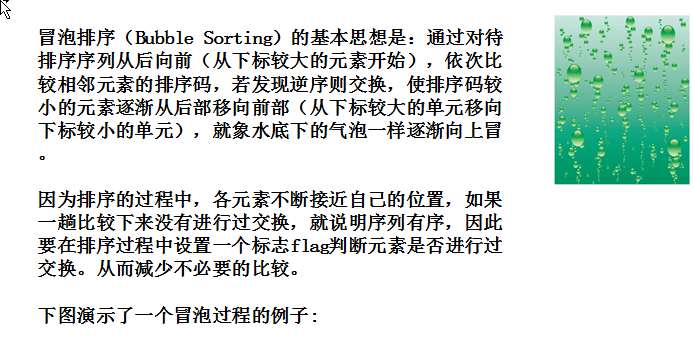 冒泡排序（Bubble Sorting）的基本思想是：通过对待
排序序列从后向前（从下标较大的元素开始），依次比
较相邻元素的排序码，若发现逆序则交换，使排序码较
小的元素逐渐从后部移向前部（从下标较大的单元移向
下标较小的单元），就象水底下的气泡一样逐渐向上冒
。
因为排序的过程中，各元素不断接近自己的位置，如果
一趟比较下来没有进行过交换，就说明序列有序，因此
要在排序过程中设置一个标志flag判断元素是否进行过
交换。从而减少不必要的比较。
下图演示了一个冒泡过程的例子：